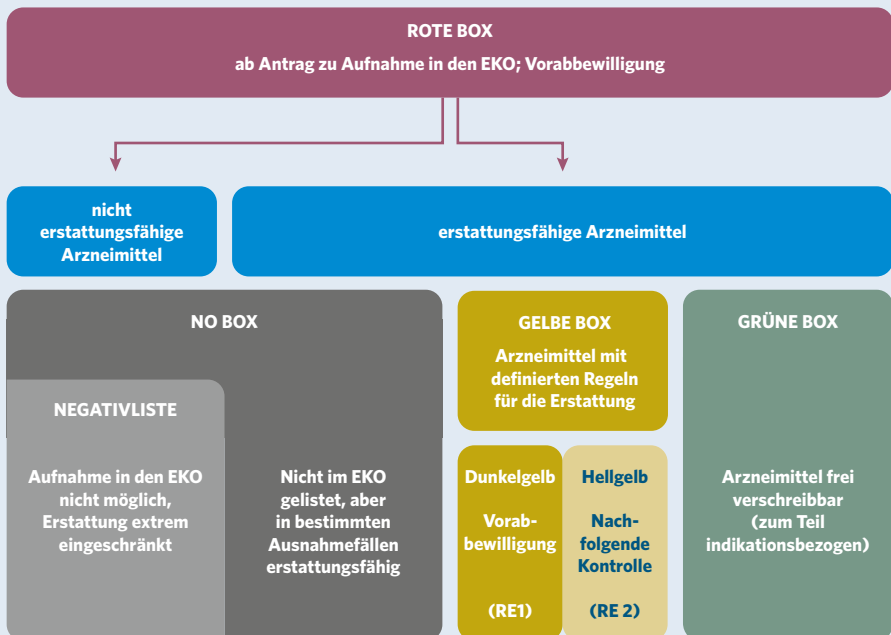 ROTE BOX
ab Antrag zu Aufnahme in den EKO; Vorabbewilligung
nicht
erstattungsfähige
Arzneimittel
erstattungsfähige Arzneimittel
NO BOX
NEGATIVLISTE
Aufnahme in den EKO
nicht möglich,
Erstattung extrem
eingeschränkt
Nicht im EKO
gelistet, aber
in bestimmten
Ausnahmefällen
erstattungsfähig
GELBE BOX
Arzneimittel mit
definierten Regeln
für die Erstattung
Dunkelgelb
Vorab-
bewilligung
(RE1)
Hellgelb
Nach-
folgende
Kontrolle
(RE 2)
GRÜNE BOX
Arzneimittel frei
verschreibbar
(zum Teil
indikationsbezogen)